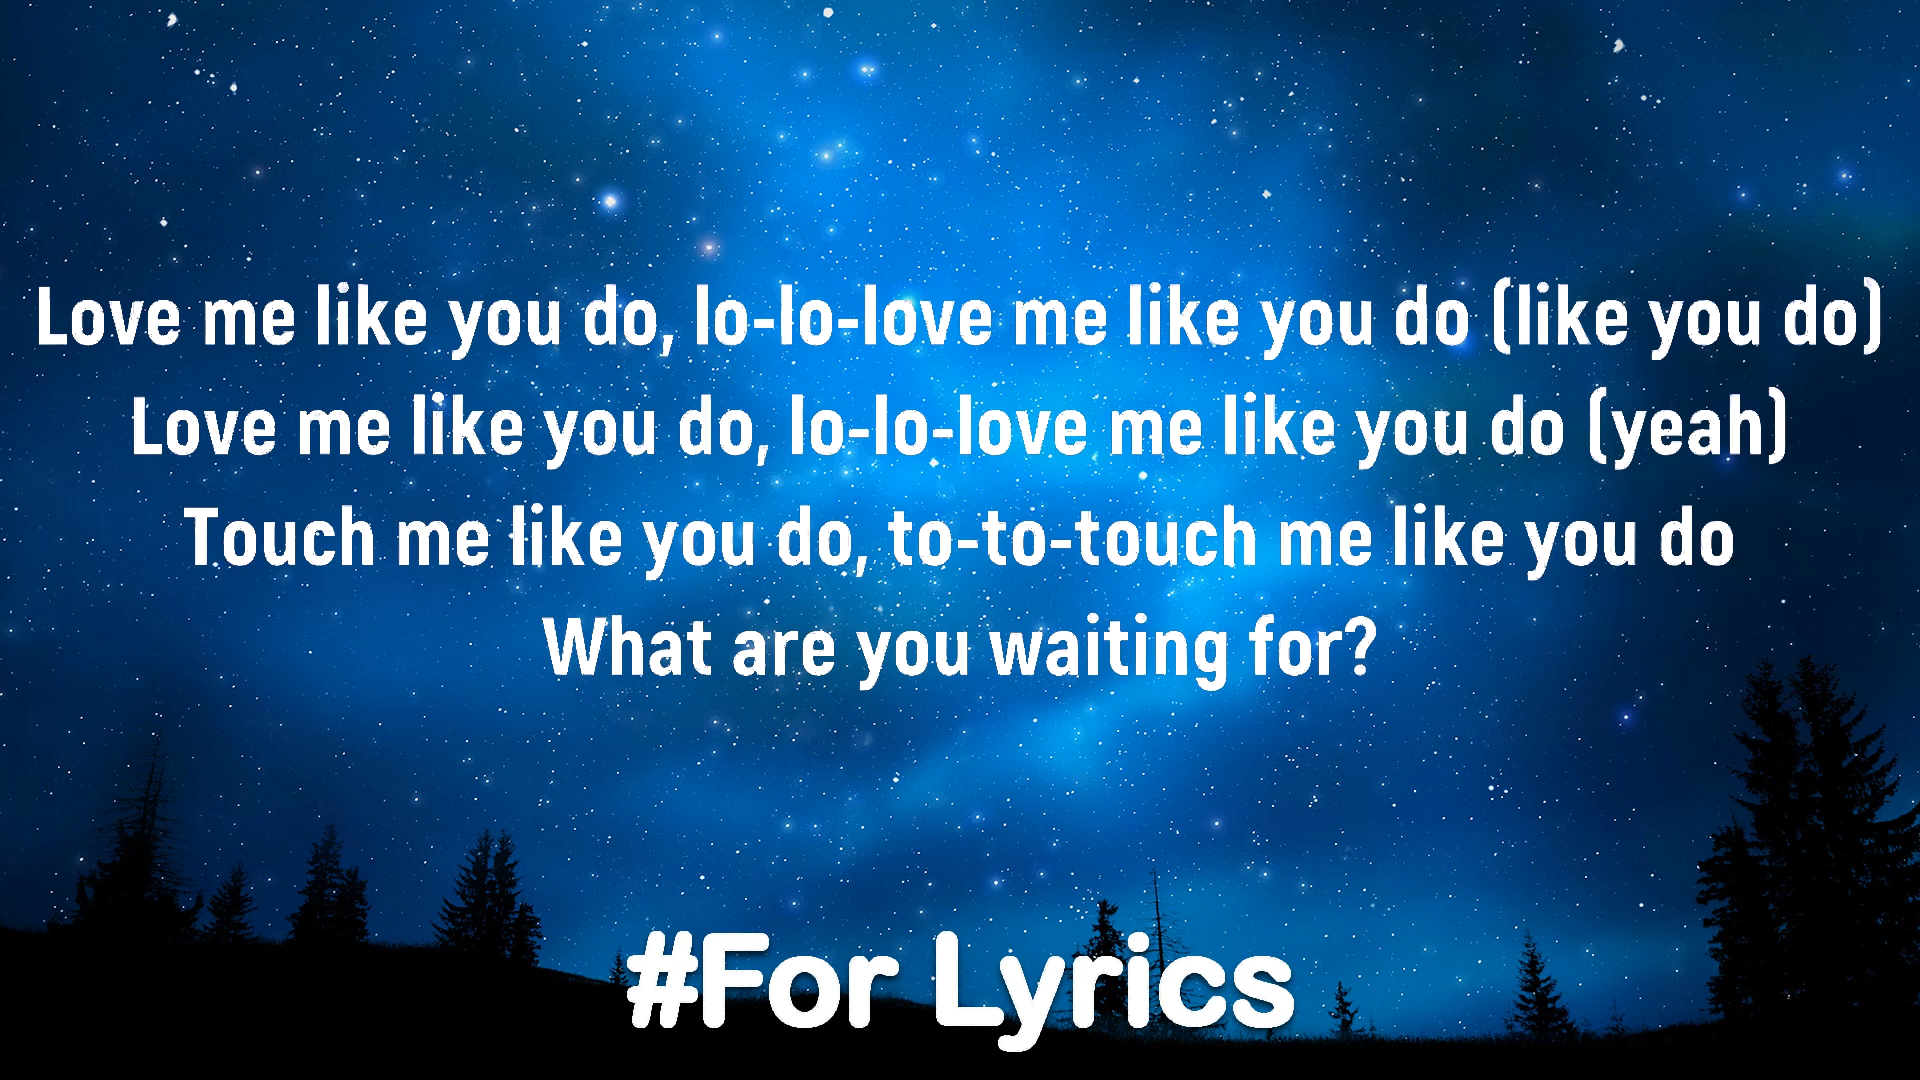 Love me like you do, lo-lo-love me like you do (like you do)
Love me like you do, lo-lo-love me like you do (yeah)
Touch me like you do, to-to-touch me like you do
What are you waiting for?
#For Lyrics